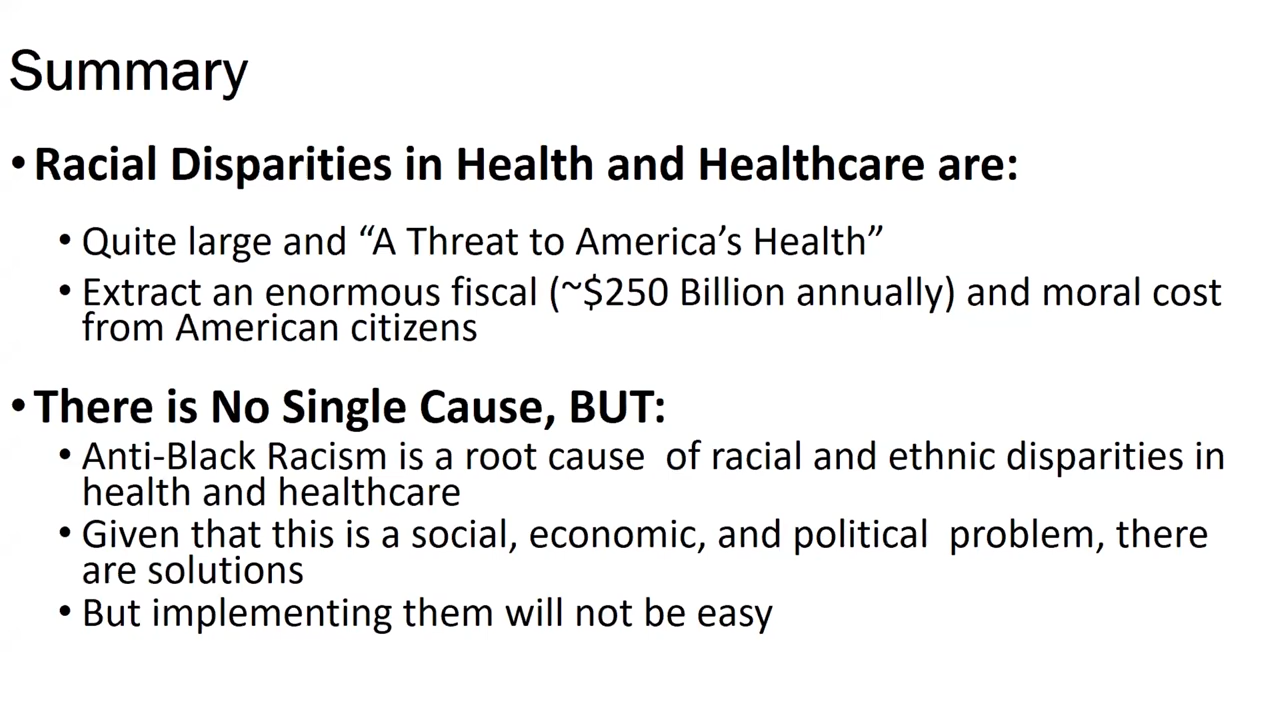 Summary
•Racial Disparities in Health and Healthcare are:
• Quite large and “A Threat to America’s Health”
• Extract an enormous fiscal (~$250 Billion annually) and moral cost
from American citizens
•There is No Single Cause, BUT:
• Anti-Black Racism is a root cause  of racial and ethnic disparities in
health and healthcare
• Given that this is a social, economic, and political  problem, there
are solutions
• But implementing them will not be easy